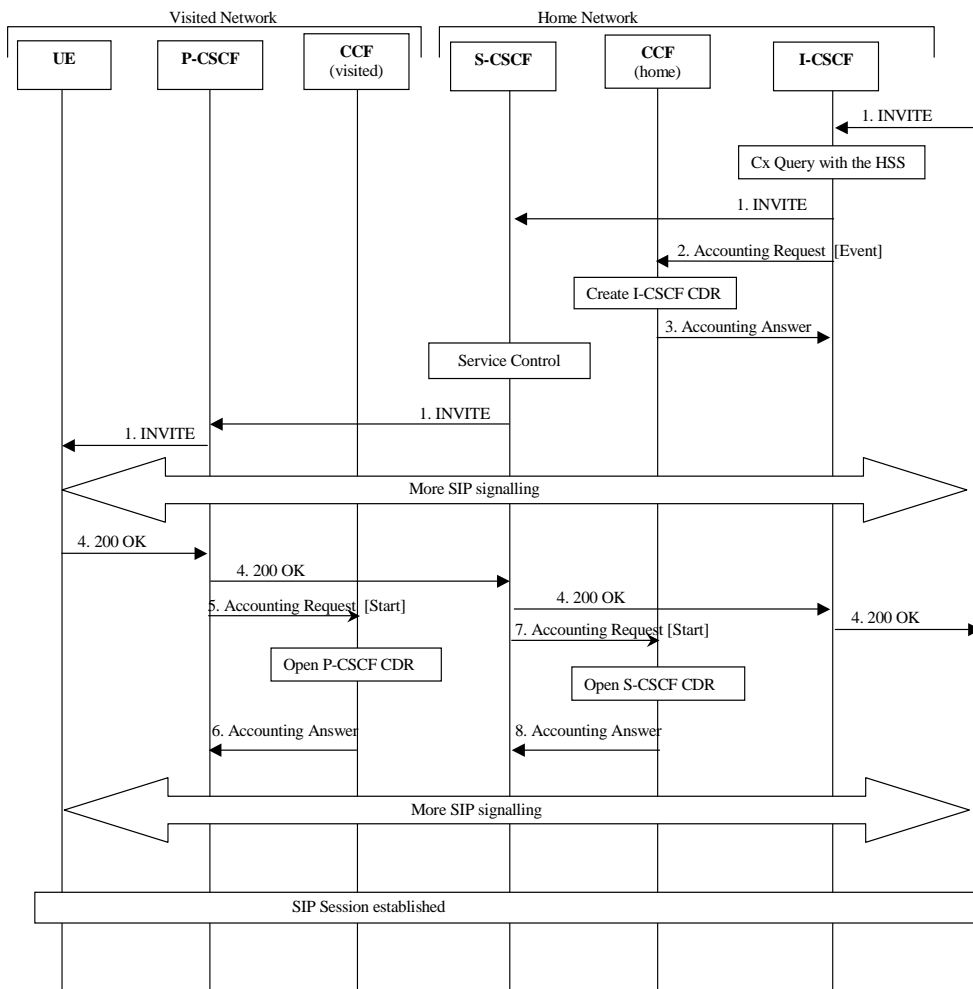 Visited Network
Home Network
UE
P-CSCF
CCF
(visited)
S-CSCF
CCF
(home)
I-CSCF
1. INVITE
Cx Query with the HSS
1. INVITE
2. Accounting Request [Event]
Create I-CSCF CDR
3. Accounting Answer
Service Control
1. INVITE
1. INVITE
More SIP signalling
4. 200 OK
4. 200 OK
4. 200 OK
5. Accounting Request [Start]
4. 200 OK
7. Accounting Request [Start]
Open P-CSCF CDR
Open S-CSCF CDR
6. Accounting Answer
8. Accounting Answer
More SIP signalling
SIP Session established